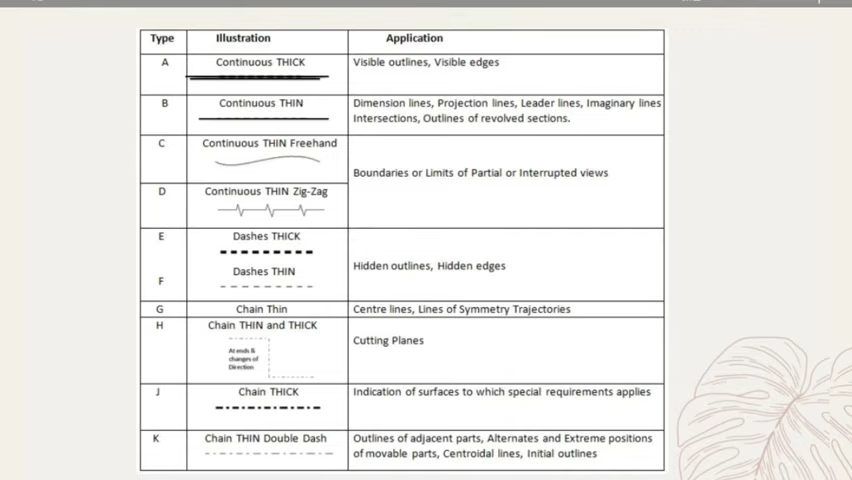 Type Illustration Application
A Continuous THICK Visible outlines, Visible edges
B Continuous THIN Dimension lines, Projection lines, Leader lines, Imaginary lines
Intersections, Outlines of revolved sections.
C Continuous THIN Freehand
Boundaries or Limits of Partial or Interrupted views
D Continuous THIN Zig-Zag
E Dashes THICK
Hidden outlines, Hidden edges
F Dashes THIN
G Chain Thin Centre lines, Lines of Symmetry Trajectories
H Chain THIN and THICK
Cutting Planes
At ends &
changes of
Direction
J Chain THICK Indication of surfaces to which special requirements applies
K Chain THIN Double Dash Outlines of adjacent parts, Alternates and Extreme positions
of movable parts, Centroidal lines, Initial outlines